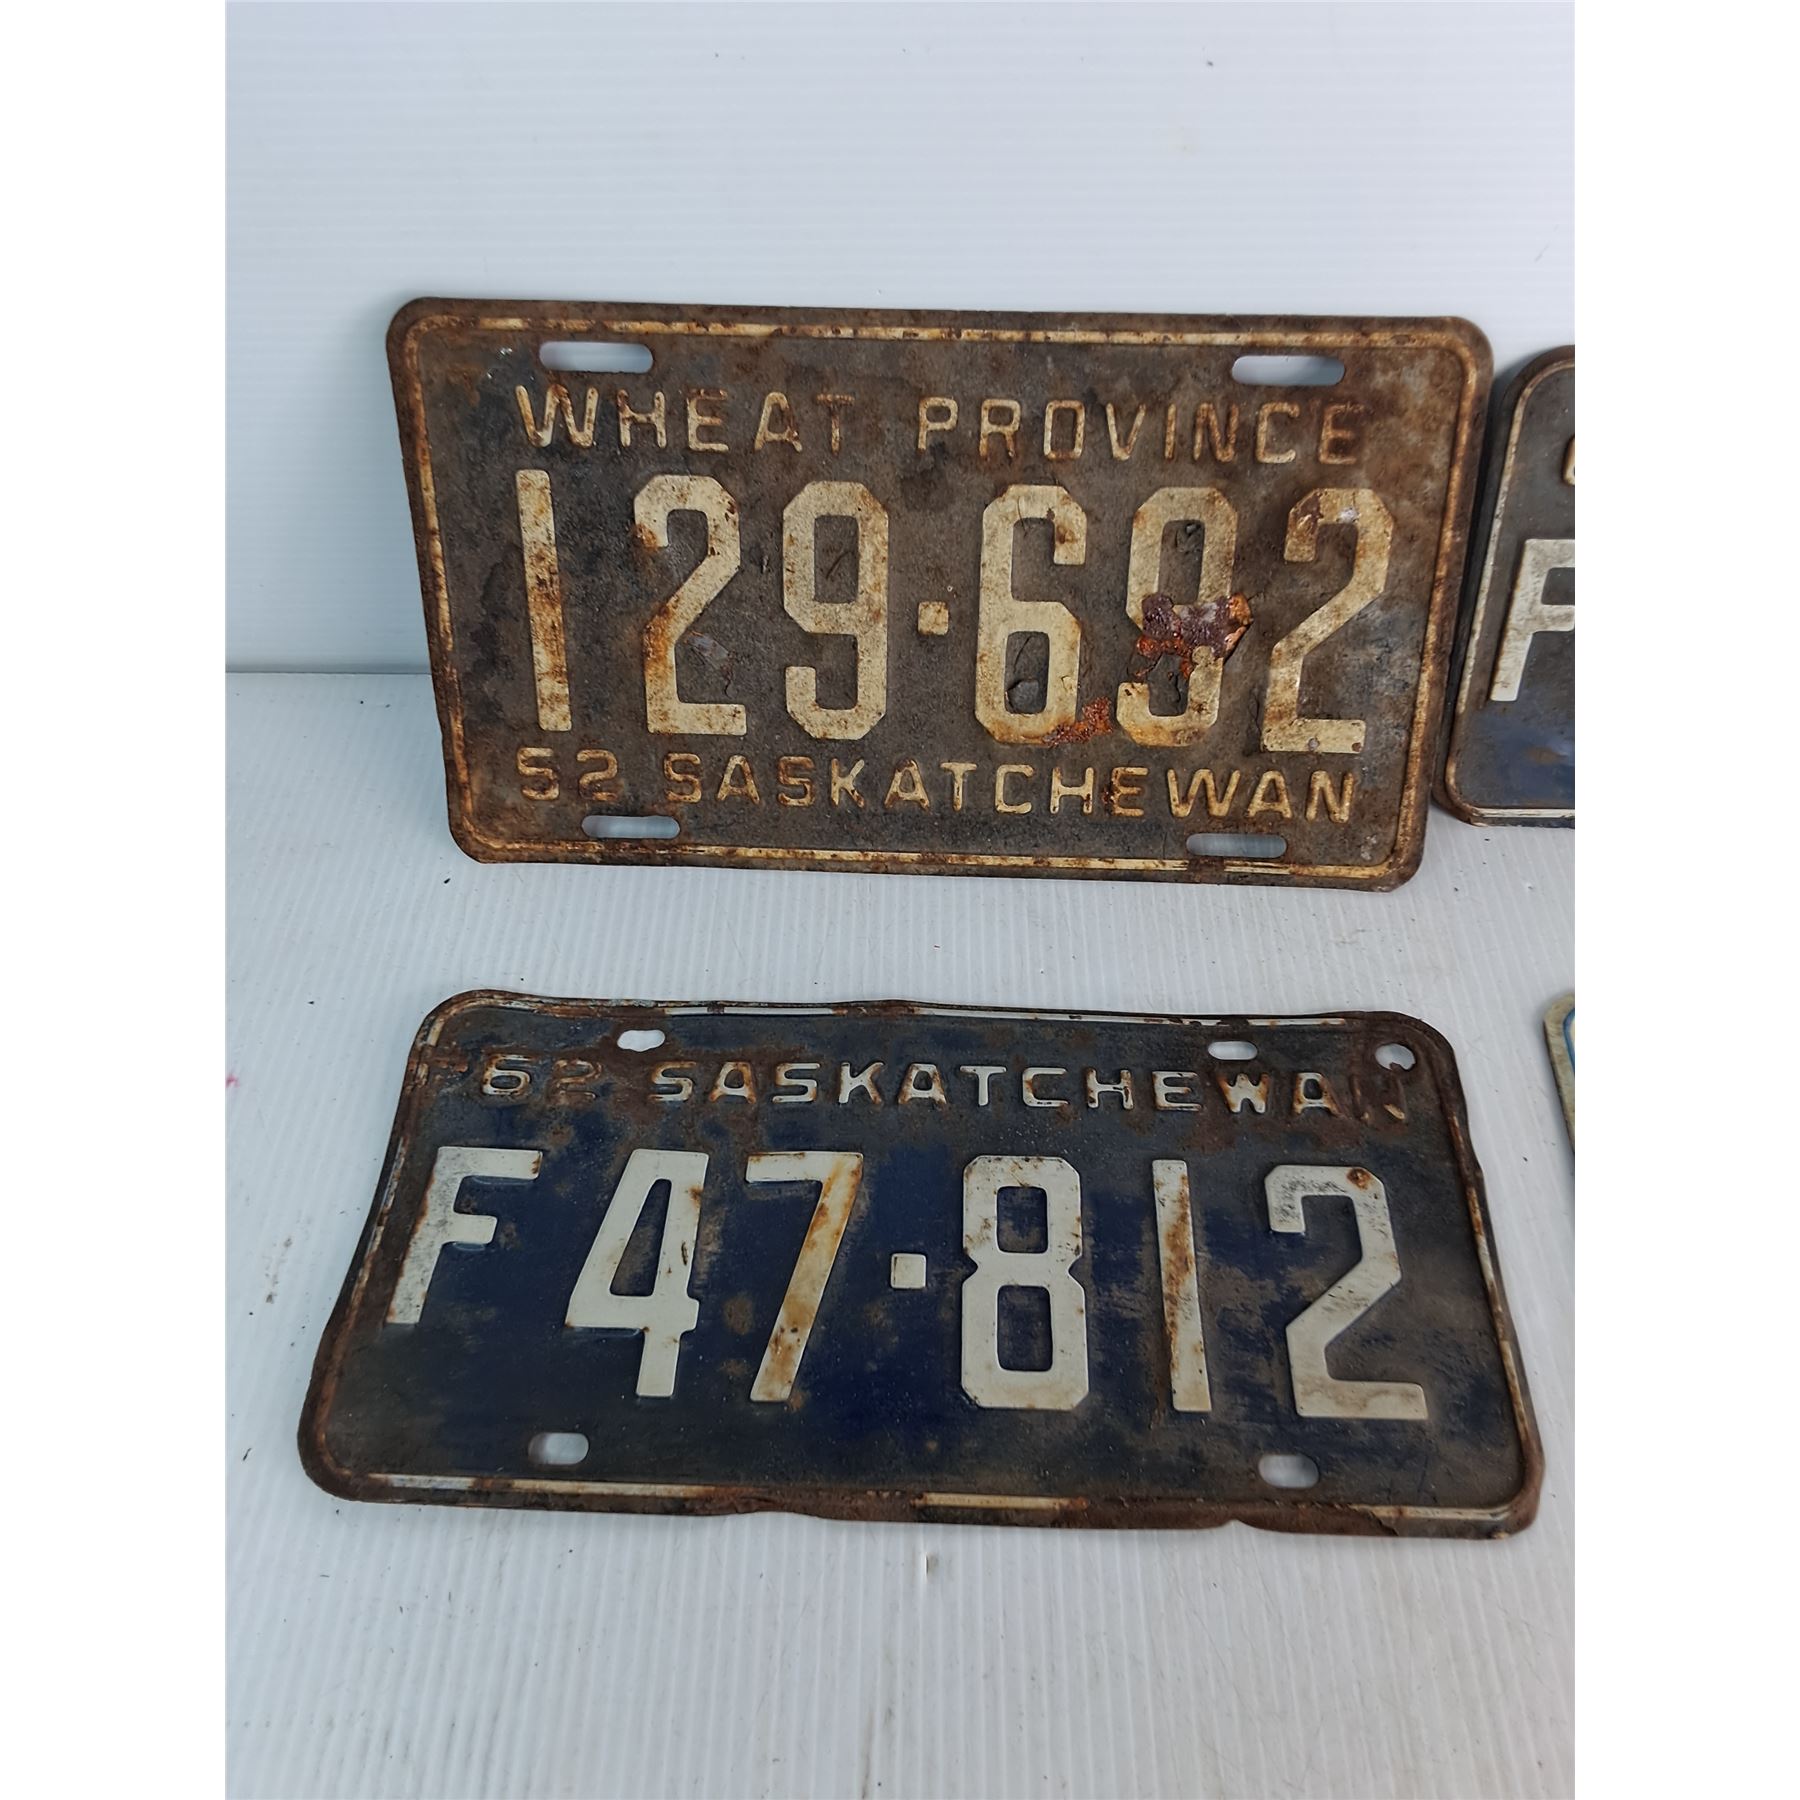 WHEAT PROVINCE
129·692
52 SASKATCHEWAN
F
62 SASKATCHEWAN
F47·812